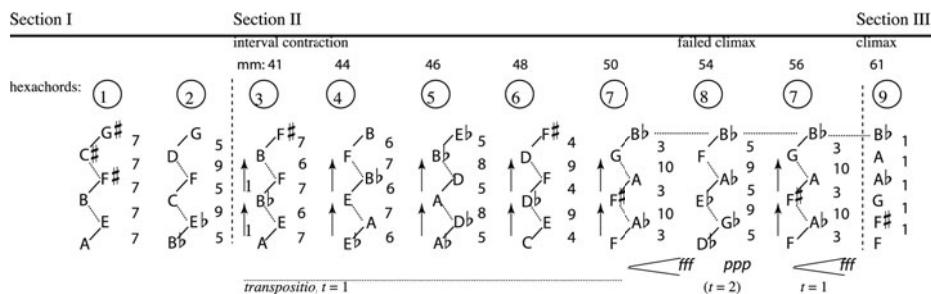 Section I Section II Section III
interval contraction failed climax climax
mm: 41 44 46 48 50 54 56 61
hexachords: 1 2 3 4 5 6 7 8 7 9
G♯ G F♯ B E♭ F♯ B♭ B♭ B♭ B♭
7 5 7 6 5 4 3 5 3 1
C♯ D B F B♭ D G F G A
7 9 6 7 8 9 10 9 10 1
F♯ F F B♭ D F A A♭ A A♭
7 5 1 7 6 5 4 3 5 3 1
B C B♭ E A D♭ F♯ E♭ F♯ G
7 9 1 6 7 8 9 10 9 10 1
E E♭ E A D♭ E A♭ G♭ A♭ F♯
7 5 7 6 5 4 3 5 3 1
A B♭ A E♭ A♭ C F D♭ F F
fff ppp fff
transpositio, t = 1 (t = 2) t = 1